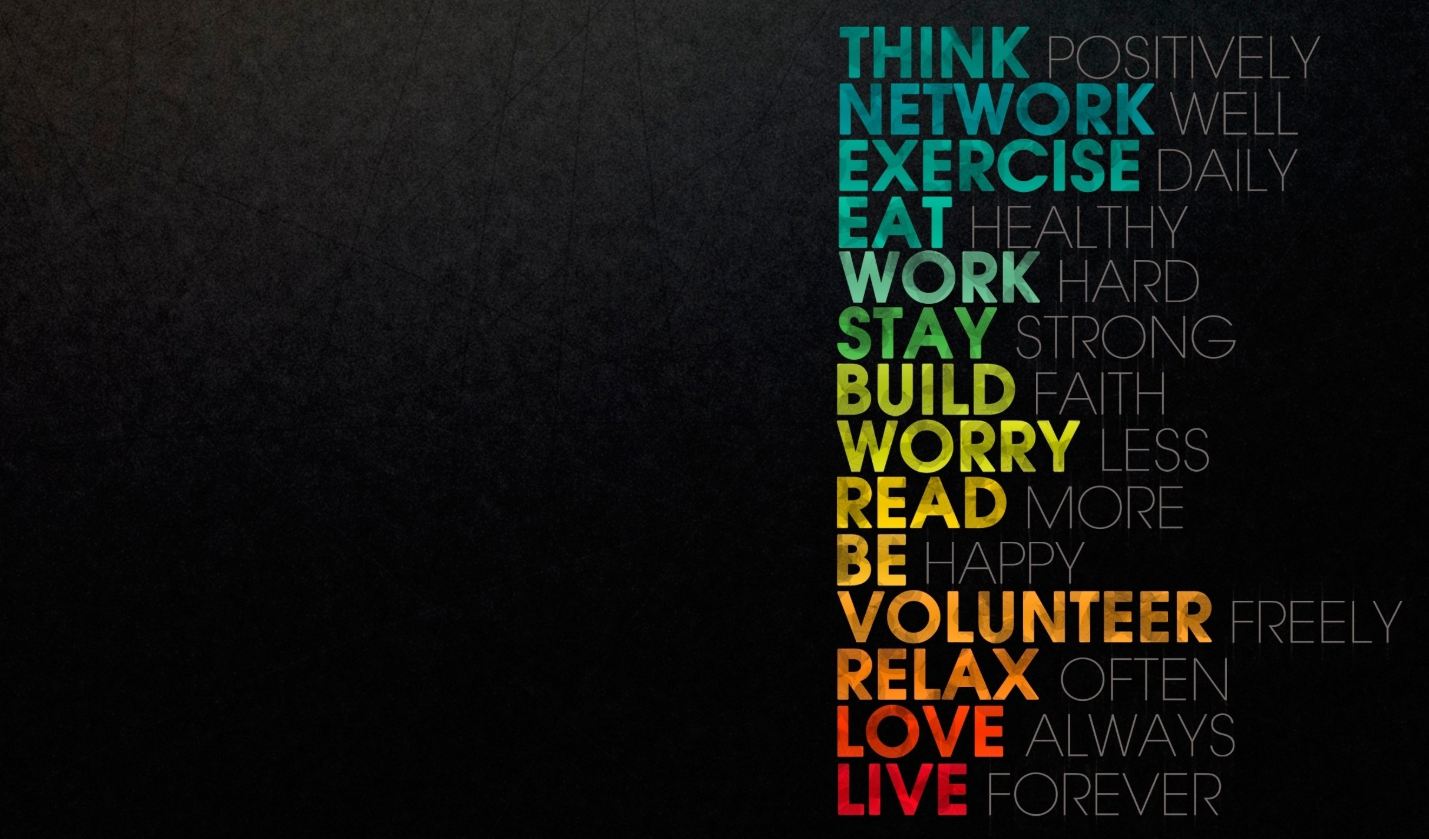 THINK POSITIVELY
NETWORK WELL
EXERCISE DAILY
EAT HEALTHY
WORK HARD
STAY STRONG
BUILD FAITH
WORRY LESS
READ MORE
BE HAPPY
VOLUNTEER FREELY
RELAX OFTEN
LOVE ALWAYS
LIVE FOREVER